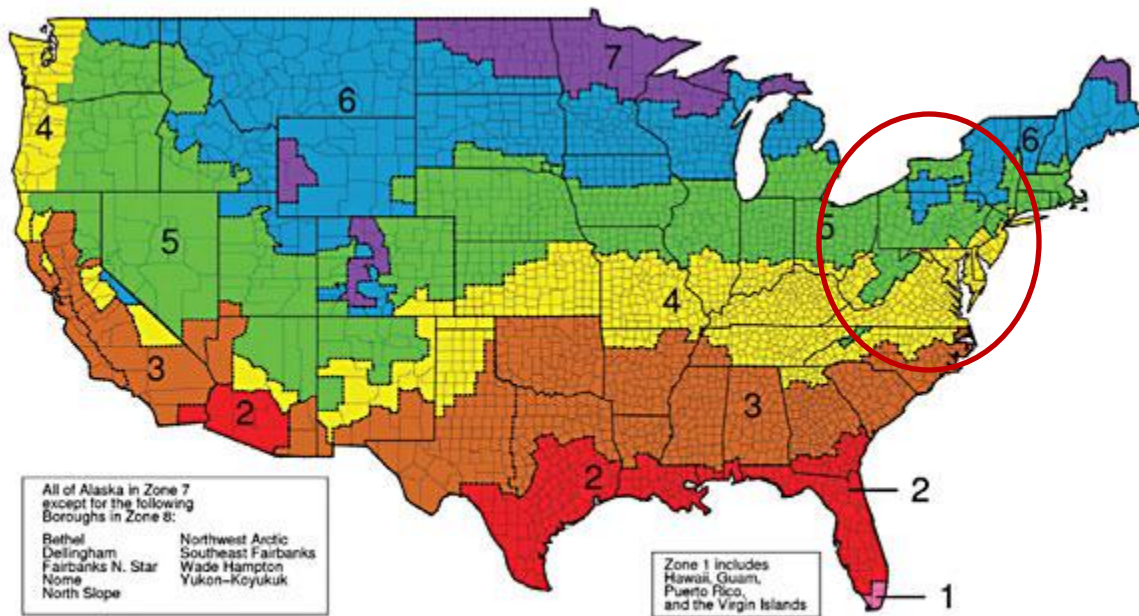 7
6
6
4
5
5
4
3
3
3
2
2
2
1
All of Alaska in Zone 7
except for the following
Boroughs in Zone 8:
Bethel Northwest Arctic
Dellingham Southeast Fairbanks
Fairbanks N. Star Wade Hampton
Nome Yukon-Koyukuk
North Slope
Zone 1 includes
Hawaii, Guam,
Puerto Rico,
and the Virgin Islands